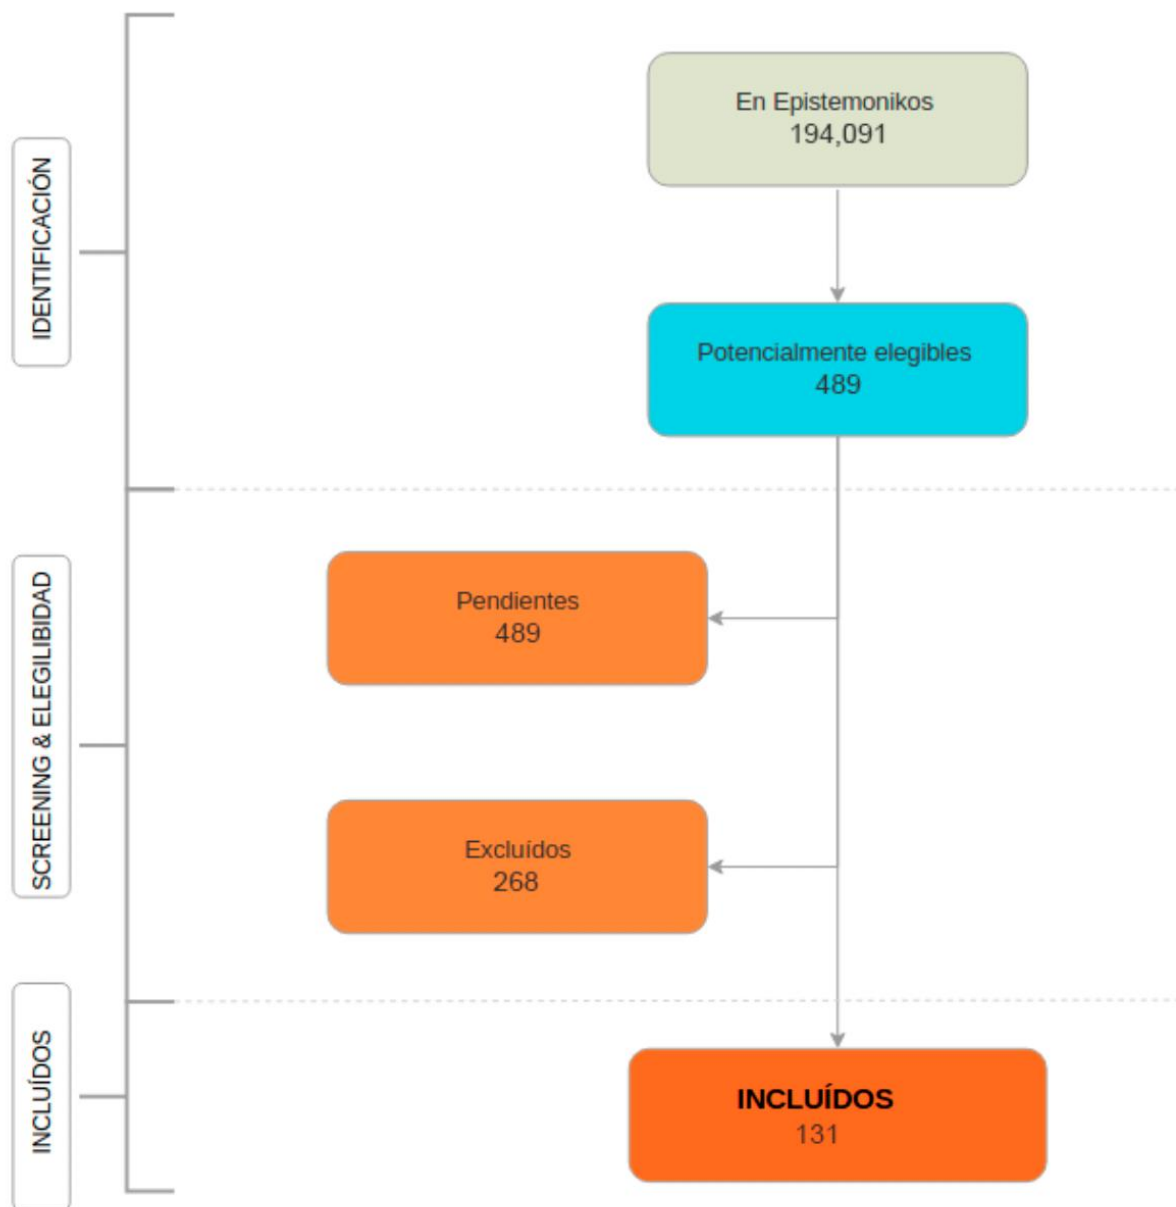 IDENTIFICACIÓN
En Epistemonikos
194,091
Potencialmente elegibles
489
SCREENING & ELEGILIBIDAD
Pendientes
489
Excluídos
268
INCLUÍDOS
INCLUÍDOS
131